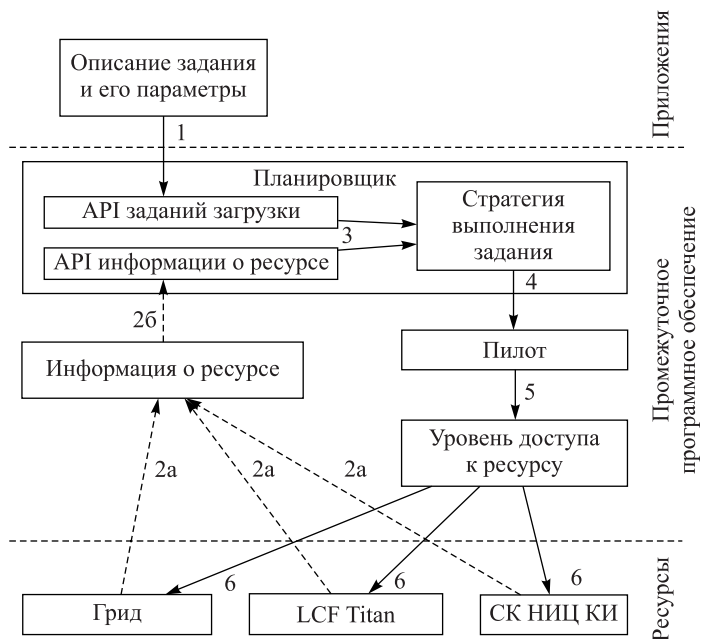 Описание задания
и его параметры
Приложения
1
Планировщик
API заданий загрузки
3
Стратегия
выполнения
задания
API информации о ресурсе
4
2б
Информация о ресурсе
Пилот
5
Уровень доступа
к ресурсу
Промежуточное
программное обеспечение
2а
2а
2а
6
6
6
Грид
LCF Titan
СК НИЦ КИ
Ресурсы